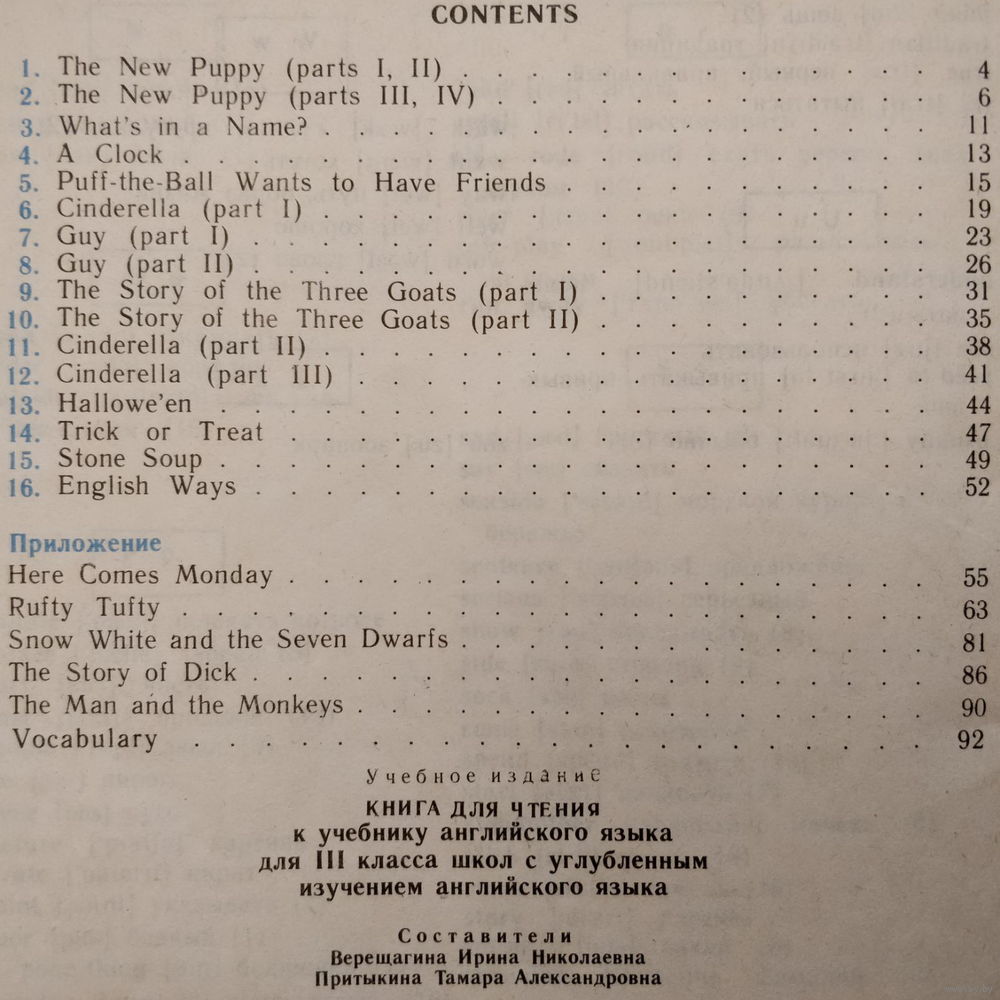 CONTENTS
1. The New Puppy (parts I, II) . . . . . . . . . . 4
2. The New Puppy (parts III, IV) . . . . . . . . . . 6
3. What's in a Name? . . . . . . . . . . 11
4. A Clock . . . . . . . . . . 13
5. Puff-the-Ball Wants to Have Friends . . . . . . . . . . 15
6. Cinderella (part I) . . . . . . . . . . 19
7. Guy (part I) . . . . . . . . . . 23
8. Guy (part II) . . . . . . . . . . 26
9. The Story of the Three Goats (part I) . . . . . . . . . . 31
10. The Story of the Three Goats (part II) . . . . . . . . . . 35
11. Cinderella (part II) . . . . . . . . . . 38
12. Cinderella (part III) . . . . . . . . . . 41
13. Hallowe'en . . . . . . . . . . 44
14. Trick or Treat . . . . . . . . . . 47
15. Stone Soup . . . . . . . . . . 49
16. English Ways . . . . . . . . . . 52
Приложение
Here Comes Monday . . . . . . . . . . 55
Rufty Tufty . . . . . . . . . . 63
Snow White and the Seven Dwarfs . . . . . . . . . . 81
The Story of Dick . . . . . . . . . . 86
The Man and the Monkeys . . . . . . . . . . 90
Vocabulary . . . . . . . . . . 92
Учебное издание
КНИГА ДЛЯ ЧТЕНИЯ
к учебнику английского языка
для III класса школ с углубленным
изучением английского языка
Составители
Верещагина Ирина Николаевна
Притыкина Тамара Александровна